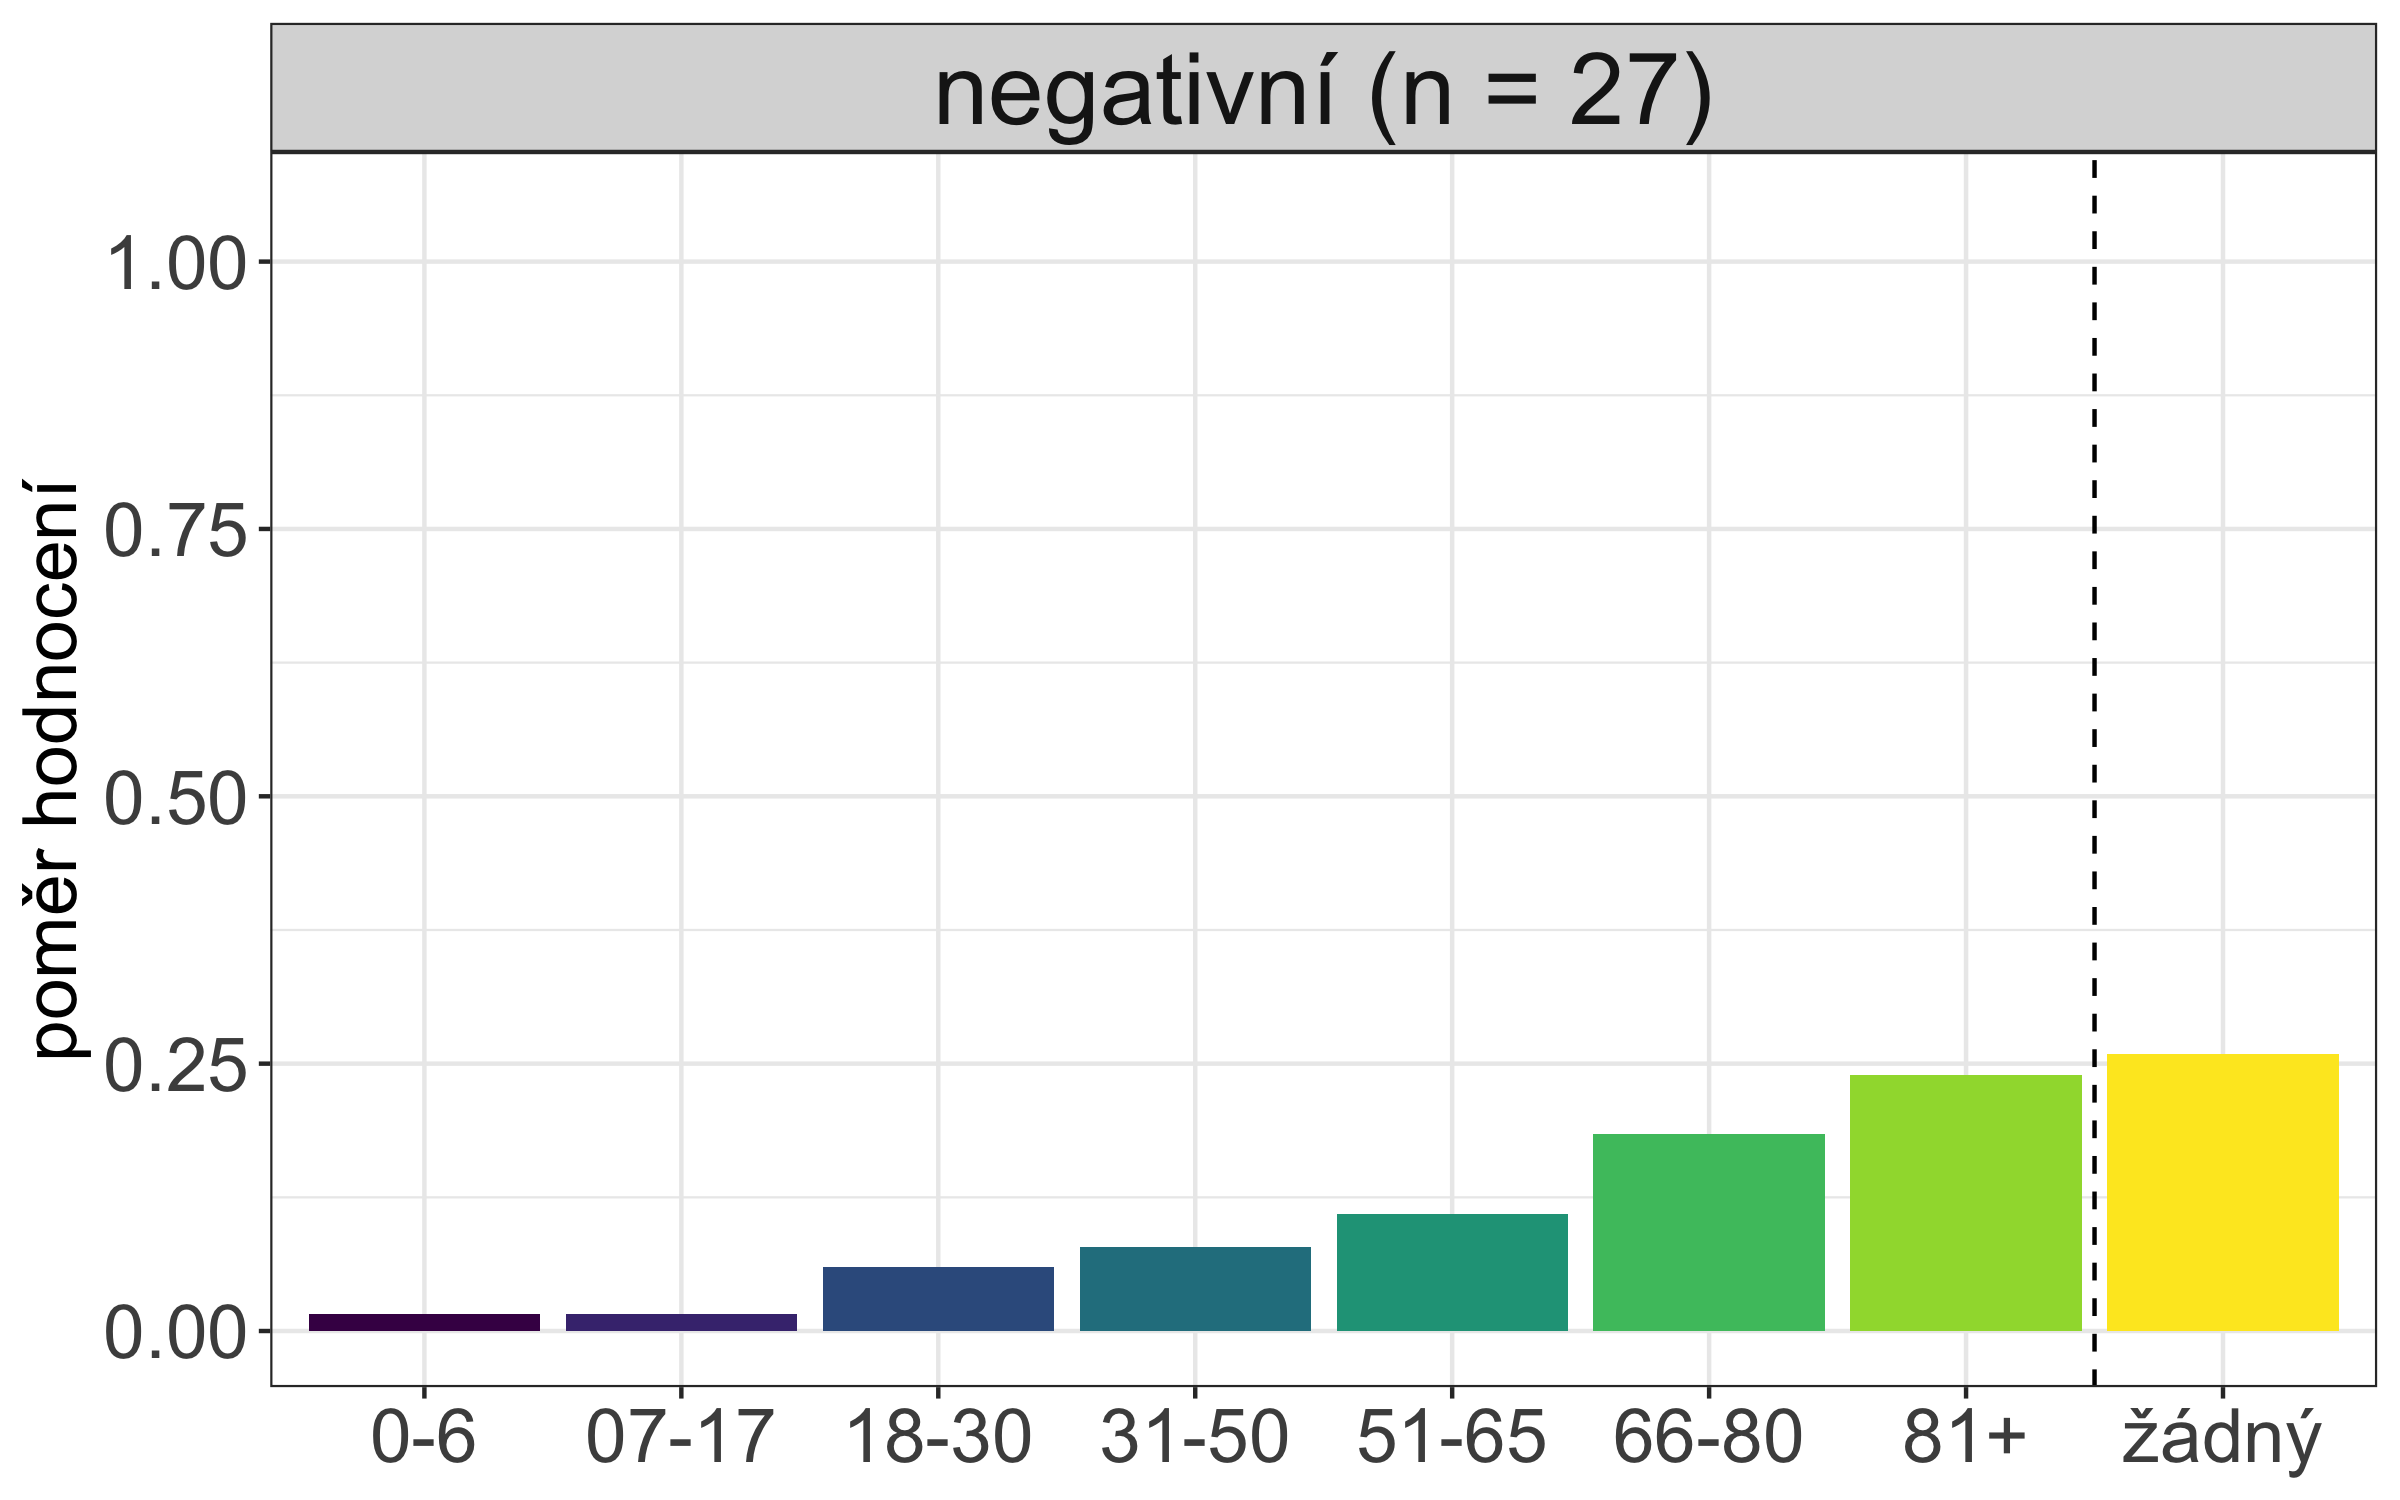 negativní (n = 27)
poměr hodnocení
1.00
0.75
0.50
0.25
0.00
0-6 07-17 18-30 31-50 51-65 66-80 81+ žádný